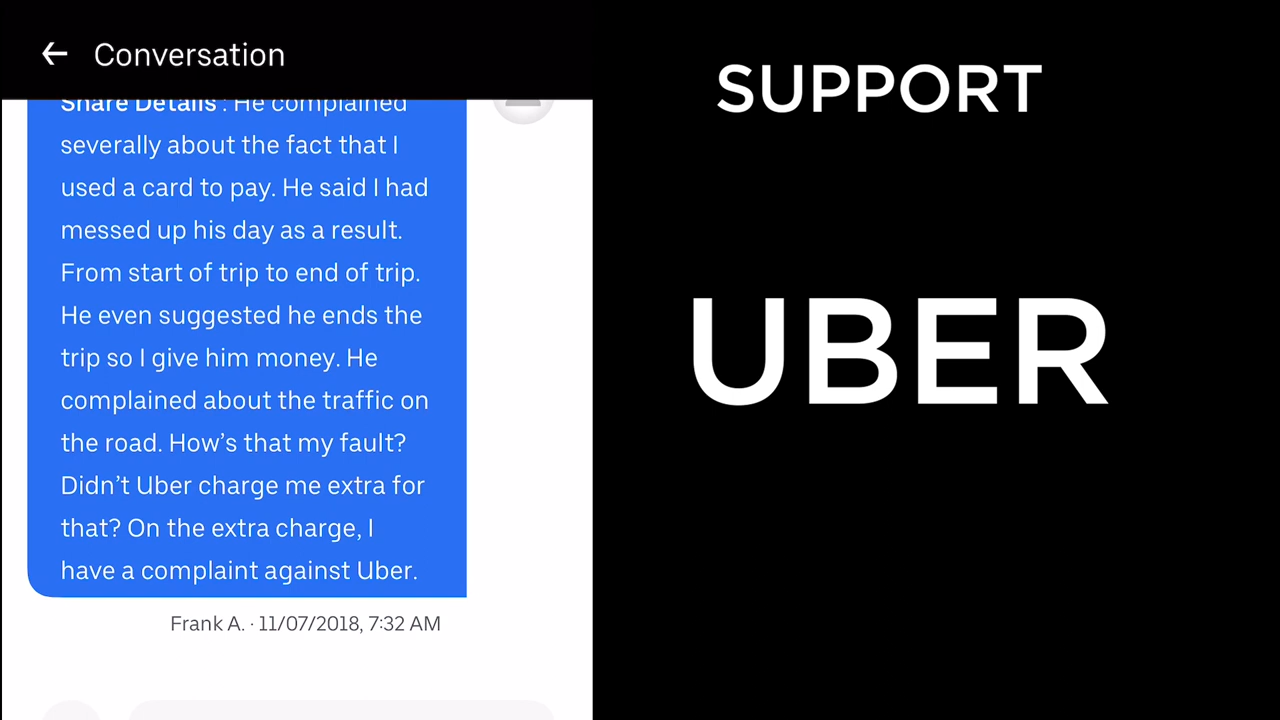 Conversation
Share Details : He complained
severally about the fact that I
used a card to pay. He said I had
messed up his day as a result.
From start of trip to end of trip.
He even suggested he ends the
trip so I give him money. He
complained about the traffic on
the road. How’s that my fault?
Didn’t Uber charge me extra for
that? On the extra charge, I
have a complaint against Uber.
Frank A. · 11/07/2018, 7:32 AM
SUPPORT
UBER